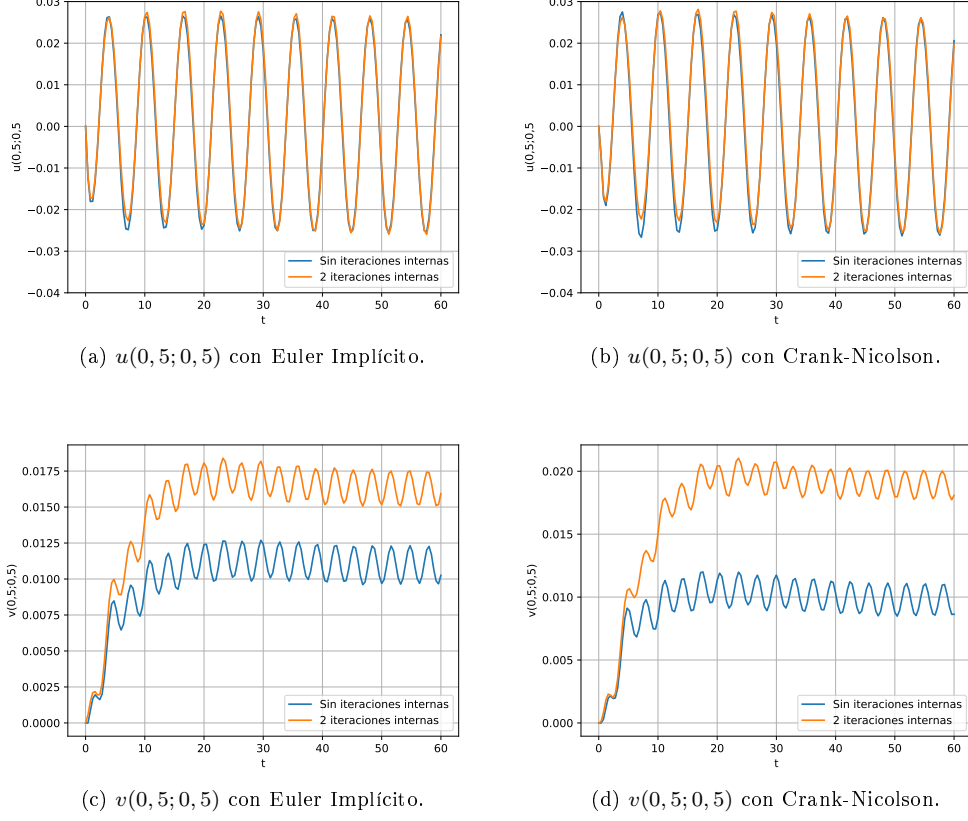 0.03
0.02
0.01
0.00
−0.01
−0.02
−0.03
−0.04
u(0,5;0,5
0 10 20 30 40 50 60
t
Sin iteraciones internas
2 iteraciones internas
(a) u(0, 5; 0, 5) con Euler Implícito.
0.03
0.02
0.01
0.00
−0.01
−0.02
−0.03
−0.04
u(0,5;0,5
0 10 20 30 40 50 60
t
Sin iteraciones internas
2 iteraciones internas
(b) u(0, 5; 0, 5) con Crank-Nicolson.
0.0175
0.0150
0.0125
0.0100
0.0075
0.0050
0.0025
0.0000
v(0,5;0,5)
0 10 20 30 40 50 60
t
Sin iteraciones internas
2 iteraciones internas
(c) v(0, 5; 0, 5) con Euler Implícito.
0.020
0.015
0.010
0.005
0.000
v(0,5;0,5)
0 10 20 30 40 50 60
t
Sin iteraciones internas
2 iteraciones internas
(d) v(0, 5; 0, 5) con Crank-Nicolson.